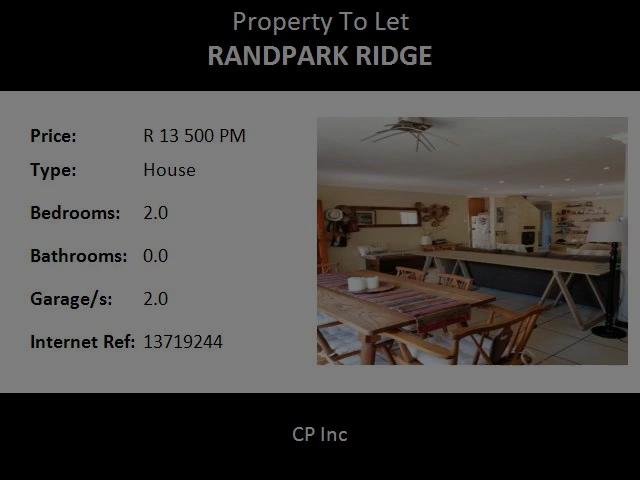 Property To Let
RANDPARK RIDGE
Price: R 13 500 PM
Type: House
Bedrooms: 2.0
Bathrooms: 0.0
Garage/s: 2.0
Internet Ref: 13719244
CP Inc